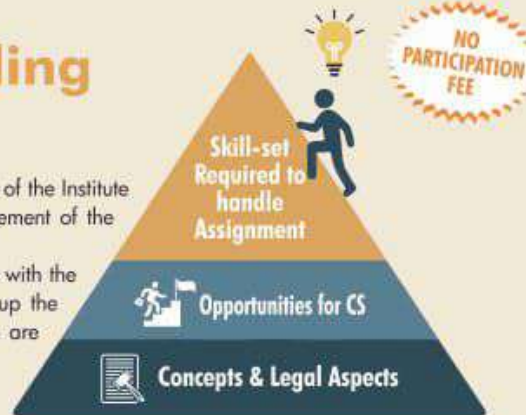 ling
of the Institute
ement of the
with the
up the
are
NO
PARTICIPATION
FEE
Skill-set
Required to
handle
Assignment
Opportunities for CS
Concepts & Legal Aspects